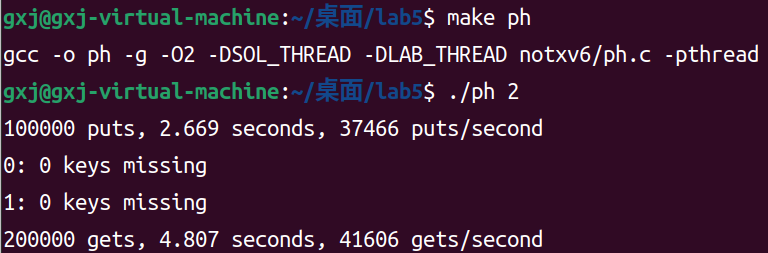 gxj@gxj-virtual-machine:~/桌面/lab5$ make ph
gcc -o ph -g -O2 -DSOL_THREAD -DLAB_THREAD notxv6/ph.c -pthread
gxj@gxj-virtual-machine:~/桌面/lab5$ ./ph 2
100000 puts, 2.669 seconds, 37466 puts/second
0: 0 keys missing
1: 0 keys missing
200000 gets, 4.807 seconds, 41606 gets/second